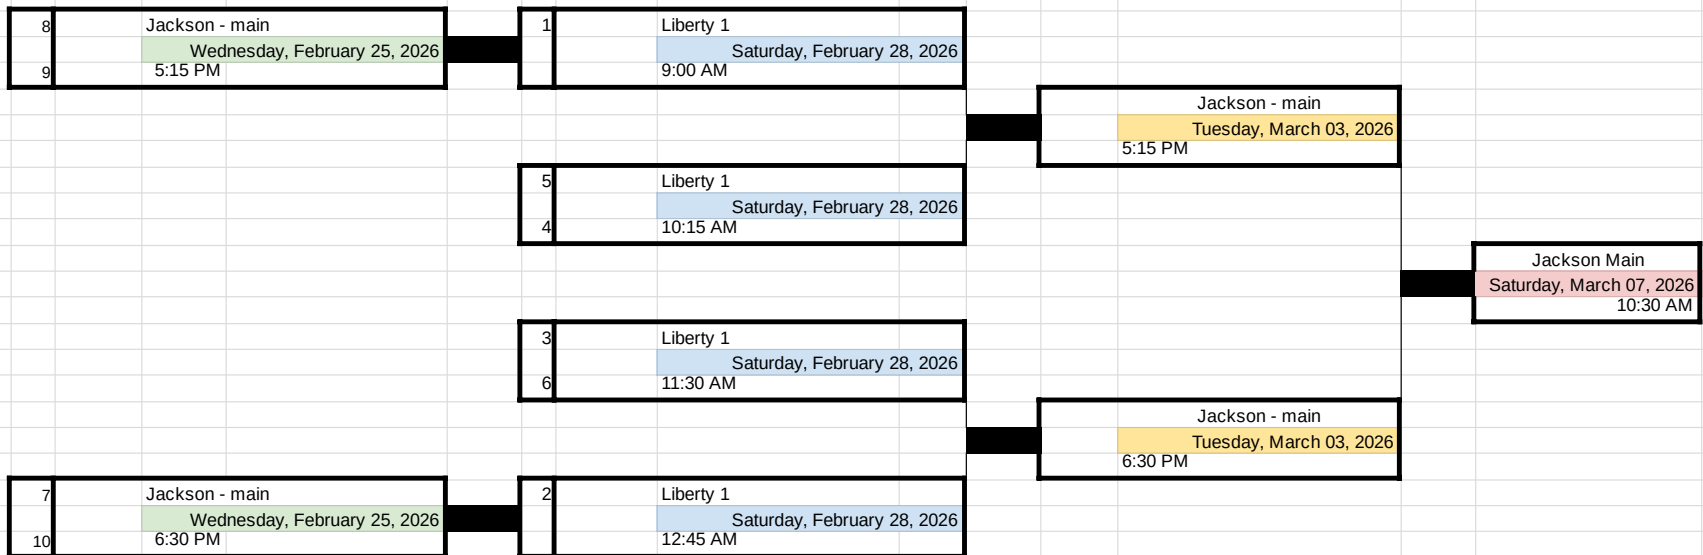 8 Jackson - main
Wednesday, February 25, 2026
9 5:15 PM
1 Liberty 1
Saturday, February 28, 2026
9:00 AM
Jackson - main
Tuesday, March 03, 2026
5:15 PM
5 Liberty 1
Saturday, February 28, 2026
4 10:15 AM
Jackson Main
Saturday, March 07, 2026
10:30 AM
3 Liberty 1
Saturday, February 28, 2026
6 11:30 AM
Jackson - main
Tuesday, March 03, 2026
6:30 PM
7 Jackson - main
Wednesday, February 25, 2026
10 6:30 PM
2 Liberty 1
Saturday, February 28, 2026
12:45 AM